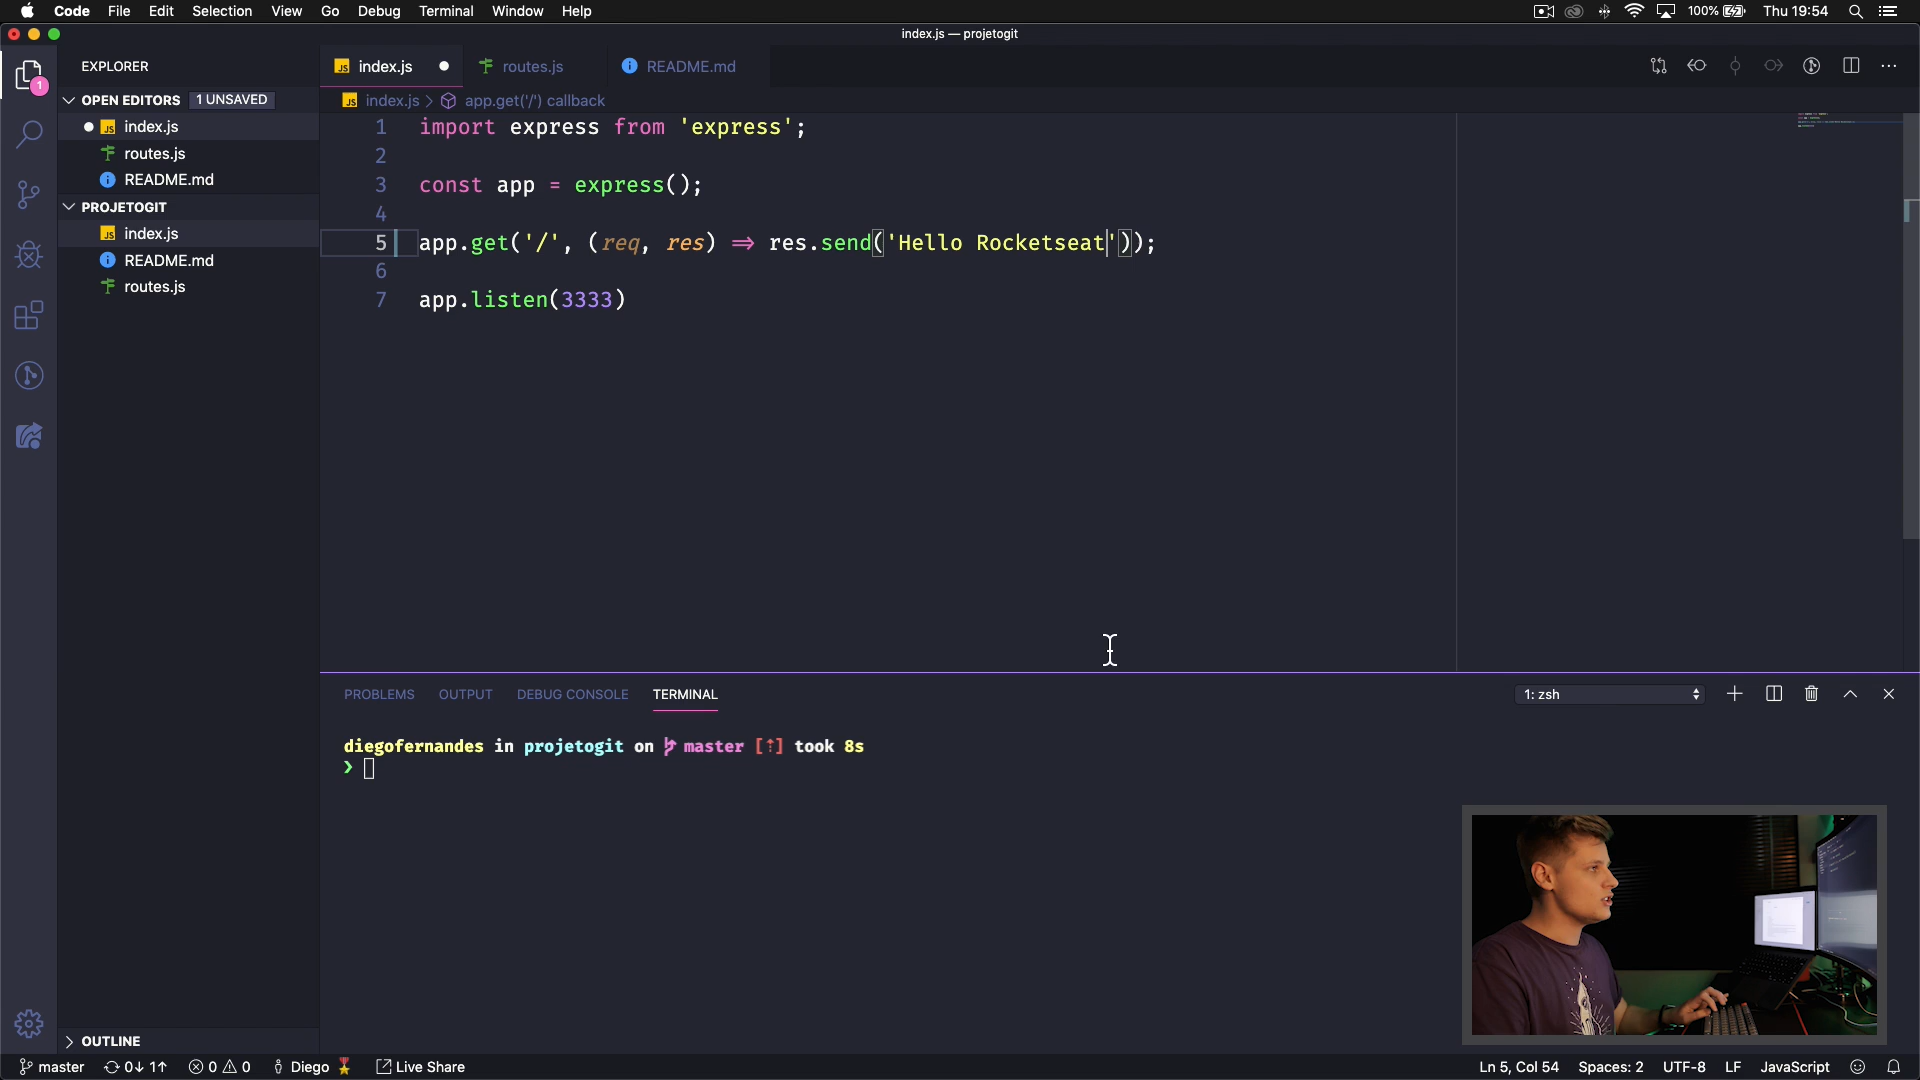 Code File Edit Selection View Go Debug Terminal Window Help
100% Thu 19:54
index.js — projetogit
EXPLORER
index.js
routes.js
README.md
1
OPEN EDITORS 1 UNSAVED
index.js
routes.js
README.md
PROJETOGIT
index.js
README.md
routes.js
OUTLINE
index.js > app.get('/') callback
1 import express from 'express';
2
3 const app = express();
4
5 app.get('/', (req, res) => res.send('Hello Rocketseat'));
6
7 app.listen(3333)
PROBLEMS OUTPUT DEBUG CONSOLE TERMINAL
1: zsh
diegofernandes in projetogit on master [↑] took 8s
❯
master 0↓ 1↑ 0 0 Diego Live Share
Ln 5, Col 54 Spaces: 2 UTF-8 LF JavaScript